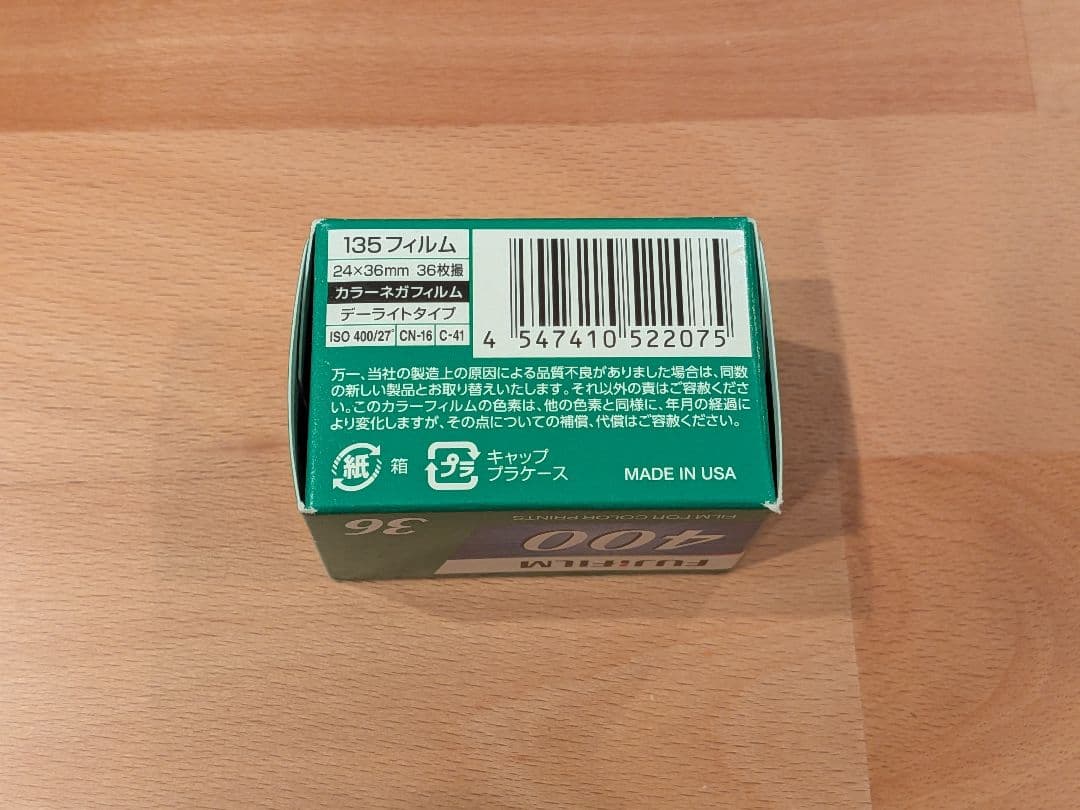 135フィルム
24×36mm 36枚撮
カラーネガフィルム
デーライトタイプ
ISO 400/27° CN-16 C-41
4 547410 522075
万一、当社の製造上の原因による品質不良がありました場合は、同数
の新しい製品とお取り替えいたします。それ以外の責はご容赦くださ
い。このカラーフィルムの色素は、他の色素と同様に、年月の経過に
より変化しますが、その点についての補償、代償はご容赦ください。
紙 箱 プラ キャップ
プラケース
MADE IN USA
FILM FOR COLOR PRINTS
36
400
FUJIFILM